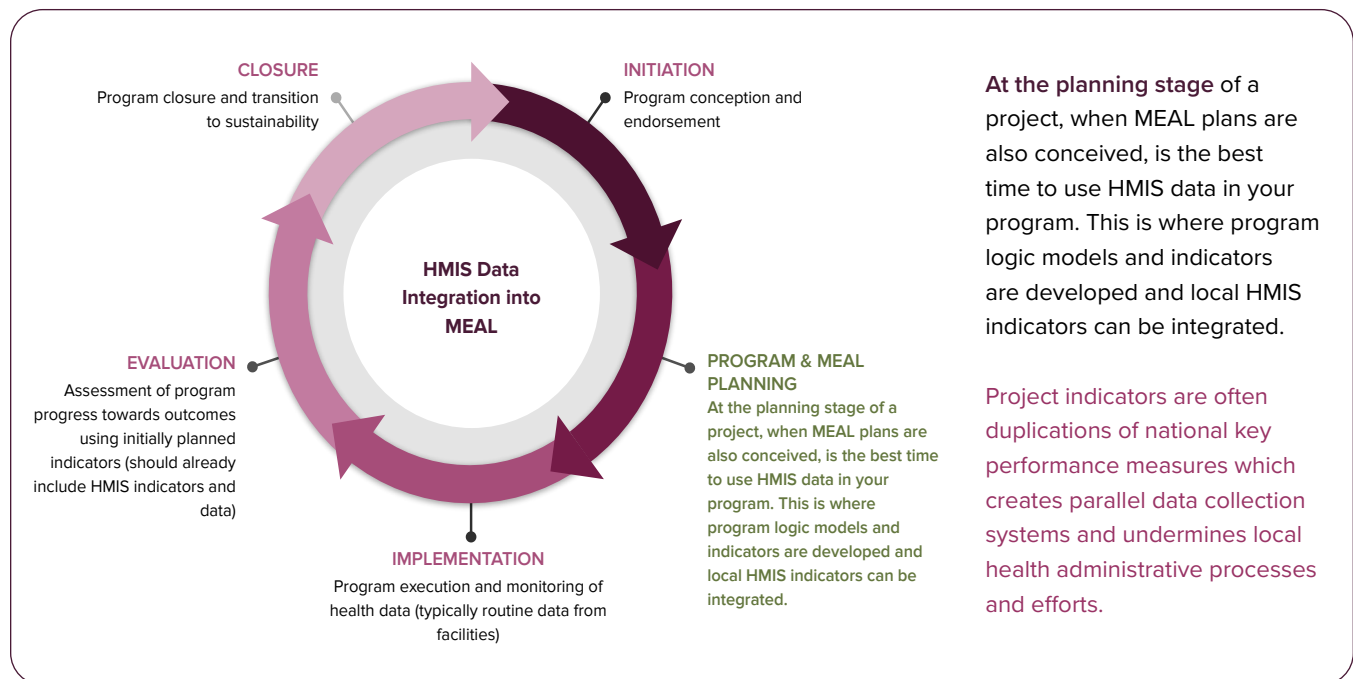 CLOSURE
Program closure and transition
to sustainability
INITIATION
Program conception and
endorsement
HMIS Data
Integration into
MEAL
EVALUATION
Assessment of program
progress towards outcomes
using initially planned
indicators (should already
include HMIS indicators and
data)
PROGRAM & MEAL
PLANNING
At the planning stage of a
project, when MEAL plans are
also conceived, is the best time
to use HMIS data in your
program. This is where
program logic models and
indicators are developed and
local HMIS indicators can be
integrated.
IMPLEMENTATION
Program execution and monitoring of
health data (typically routine data from
facilities)
At the planning stage of a
project, when MEAL plans are
also conceived, is the best
time to use HMIS data in your
program. This is where program
logic models and indicators
are developed and local HMIS
indicators can be integrated.
Project indicators are often
duplications of national key
performance measures which
creates parallel data collection
systems and undermines local
health administrative processes
and efforts.